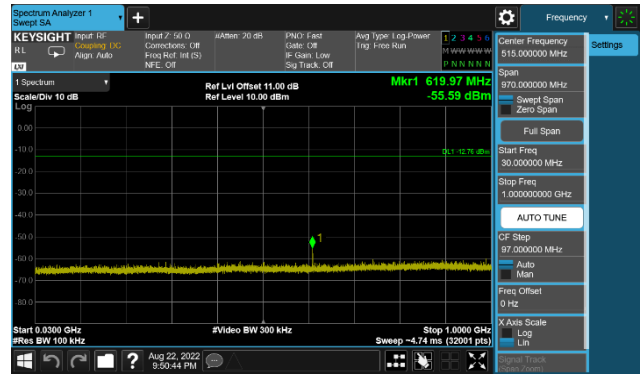 Spectrum Analyzer 1
Swept SA
+
Frequency
KEYSIGHT
Input: RF
Coupling: DC
Align: Auto
Input Z: 50 Ω
Corrections: Off
Freq Ref: Int (S)
NFE: Off
#Atten: 20 dB
PNO: Fast
Gate: Off
IF Gain: Low
Sig Track: Off
Avg Type: Log-Power
Trig: Free Run
1 2 3 4 5 6
M W W W W W
P N N N N N
RL
LXI
1 Spectrum
Scale/Div 10 dB
Ref Lvl Offset 11.00 dB
Ref Level 10.00 dBm
Mkr1 619.97 MHz
-55.59 dBm
Log
0.00
-10.0
DL1 -12.76 dBm
-20.0
-30.0
-40.0
-50.0
1
-60.0
-70.0
-80.0
Start 0.0300 GHz
#Res BW 100 kHz
#Video BW 300 kHz
Stop 1.0000 GHz
Sweep ~4.74 ms (32001 pts)
?
Aug 22, 2022
9:50:44 PM
Center Frequency
515.000000 MHz
Span
970.000000 MHz
Swept Span
Zero Span
Full Span
Start Freq
30.000000 MHz
Stop Freq
1.000000000 GHz
AUTO TUNE
CF Step
97.000000 MHz
Auto
Man
Freq Offset
0 Hz
X Axis Scale
Log
Lin
Signal Track
(Span Zoom)
Settings